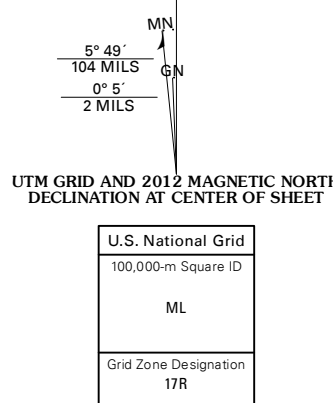 MN
5° 49´
104 MILS
GN
0° 5´
2 MILS
UTM GRID AND 2012 MAGNETIC NORTH
DECLINATION AT CENTER OF SHEET
U.S. National Grid
100,000-m Square ID
ML
Grid Zone Designation
17R